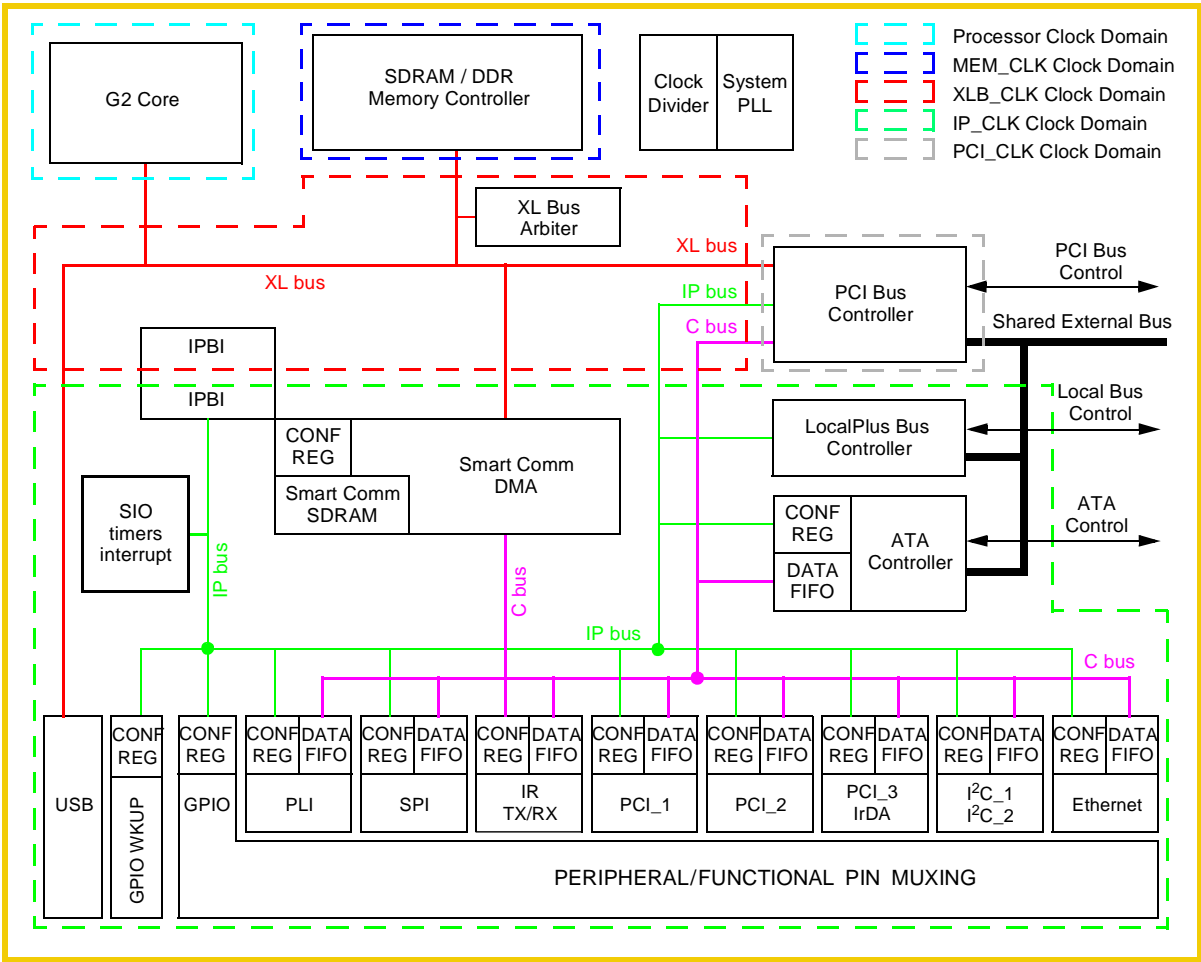 G2 Core
SDRAM / DDR
Memory Controller
Clock
Divider
System
PLL
Processor Clock Domain
MEM_CLK Clock Domain
XLB_CLK Clock Domain
IP_CLK Clock Domain
PCI_CLK Clock Domain
XL Bus
Arbiter
XL bus
XL bus
IP bus
C bus
PCI Bus
Controller
PCI Bus
Control
Shared External Bus
IPBI
IPBI
CONF
REG
Smart Comm
SDRAM
Smart Comm
DMA
LocalPlus Bus
Controller
Local Bus
Control
SIO
timers
interrupt
IP bus
C bus
CONF
REG
DATA
FIFO
ATA
Controller
ATA
Control
IP bus
C bus
USB
CONF
REG
GPIO WKUP
CONF
REG
GPIO
CONF
REG
DATA
FIFO
PLI
CONF
REG
DATA
FIFO
SPI
CONF
REG
DATA
FIFO
IR
TX/RX
CONF
REG
DATA
FIFO
PCI_1
CONF
REG
DATA
FIFO
PCI_2
CONF
REG
DATA
FIFO
PCI_3
IrDA
CONF
REG
DATA
FIFO
I²C_1
I²C_2
CONF
REG
DATA
FIFO
Ethernet
PERIPHERAL/FUNCTIONAL PIN MUXING